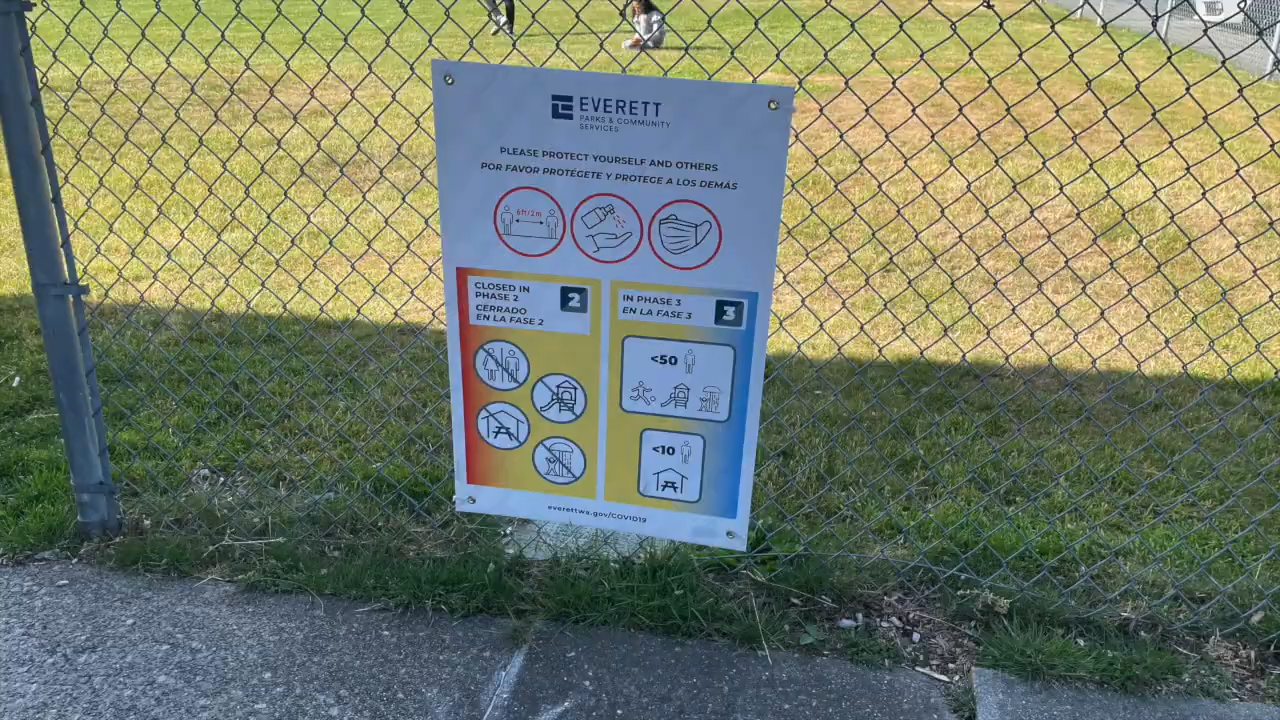 EVERETT
PARKS & COMMUNITY
SERVICES
PLEASE PROTECT YOURSELF AND OTHERS
POR FAVOR PROTÉGETE Y PROTEGE A LOS DEMÁS
6ft/2m
CLOSED IN
PHASE 2
CERRADO
EN LA FASE 2
2
IN PHASE 3
EN LA FASE 3
3
<50
<10
everettwa.gov/COVID19